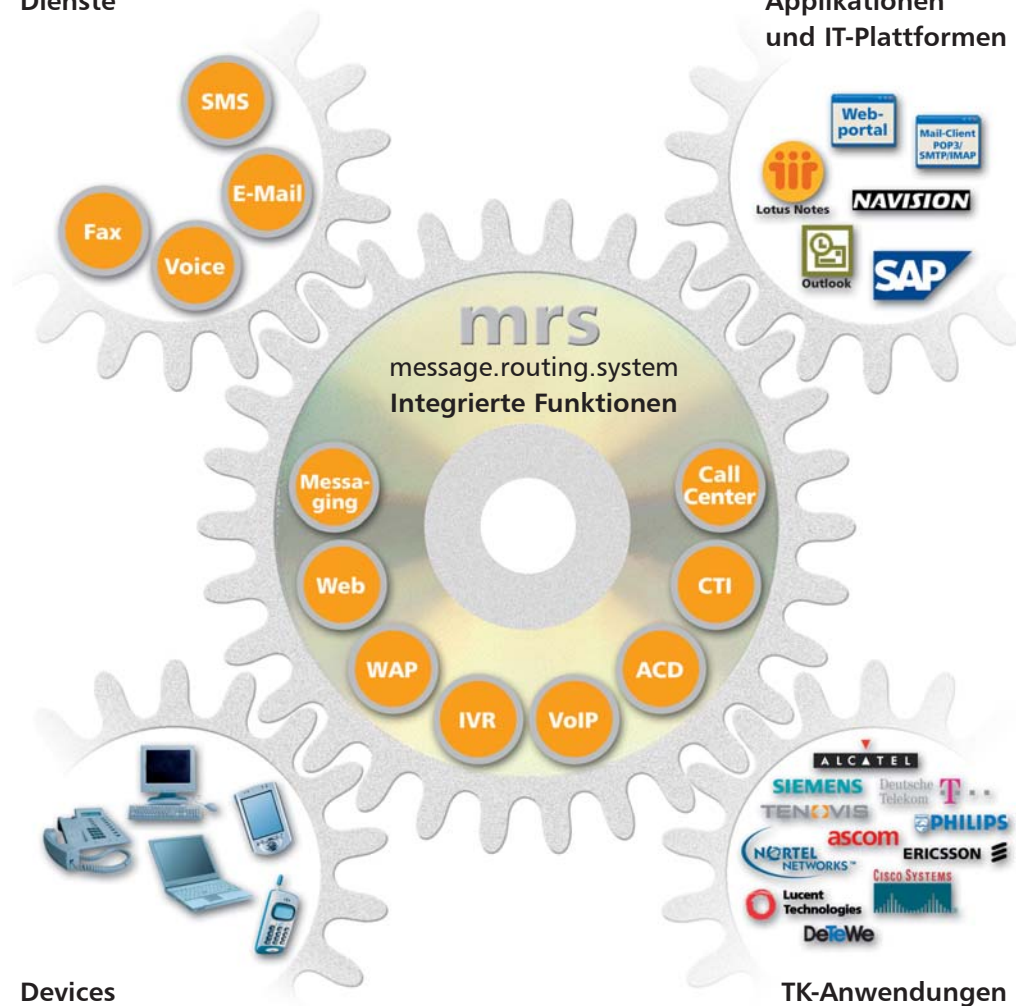 Dienste
Applikationen
und IT-Plattformen
SMS
E-Mail
Fax
Voice
Web-
portal
Mail-Client
POP3/
SMTP/IMAP
Lotus Notes
NAVISION
Outlook
SAP
mrs
message.routing.system
Integrierte Funktionen
Messa-
ging
Web
WAP
IVR
VoIP
ACD
CTI
Call
Center
ALCATEL
SIEMENS
Deutsche
Telekom
T
TENOVIS
PHILIPS
ascom
NORTEL
NETWORKS™
ERICSSON
CISCO SYSTEMS
Lucent
Technologies
DeTeWe
Devices
TK-Anwendungen